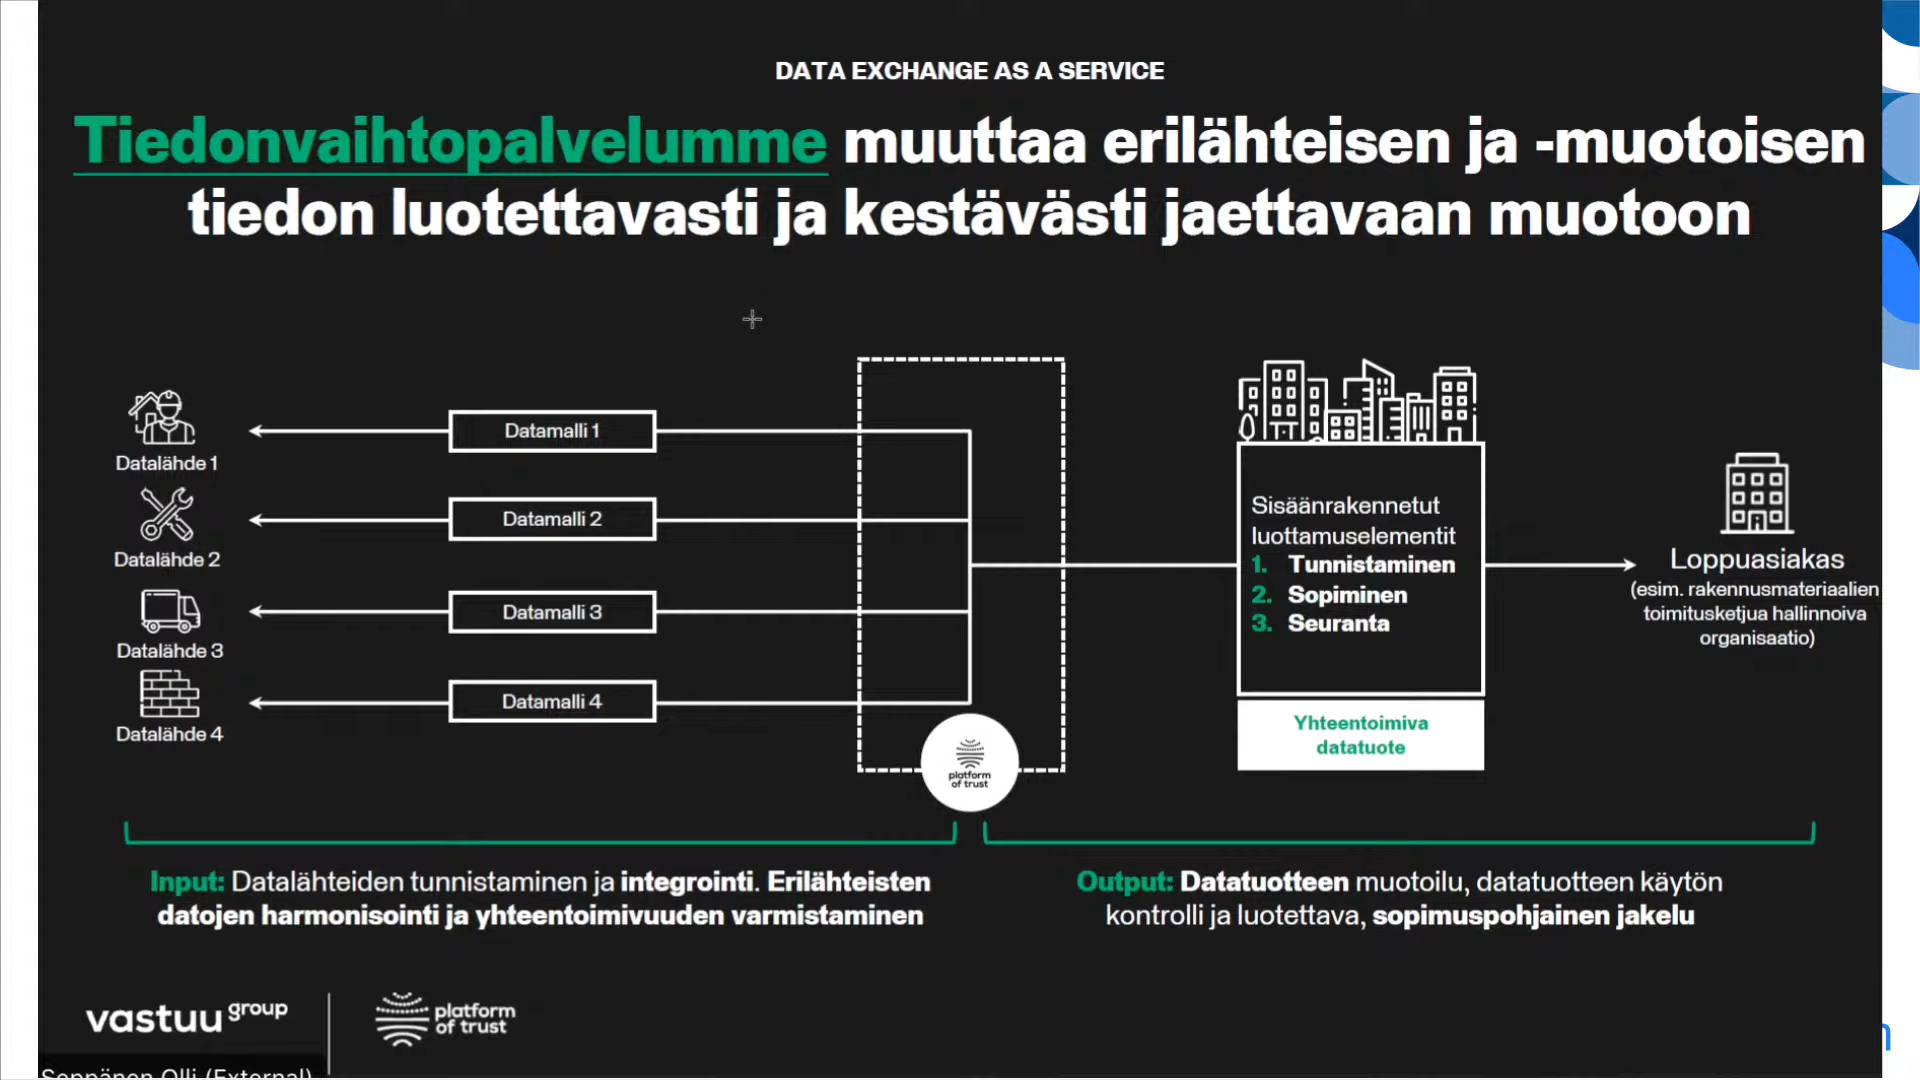 DATA EXCHANGE AS A SERVICE
Tiedonvaihtopalvelumme muuttaa erilähteisen ja -muotoisen
tiedon luotettavasti ja kestävästi jaettavaan muotoon
Datalähde 1
Datalähde 2
Datalähde 3
Datalähde 4
Datamalli 1
Datamalli 2
Datamalli 3
Datamalli 4
platform
of trust
Sisäänrakennetut
luottamuselementit
1. Tunnistaminen
2. Sopiminen
3. Seuranta
Yhteentoimiva
datatuote
Loppuasiakas
(esim. rakennusmateriaalien
toimitusketjua hallinnoiva
organisaatio)
Input: Datalähteiden tunnistaminen ja integrointi. Erilähteisten
datojen harmonisointi ja yhteentoimivuuden varmistaminen
Output: Datatuotteen muotoilu, datatuotteen käytön
kontrolli ja luotettava, sopimuspohjainen jakelu
vastuu group
platform
of trust
Seppänen Olli (External)